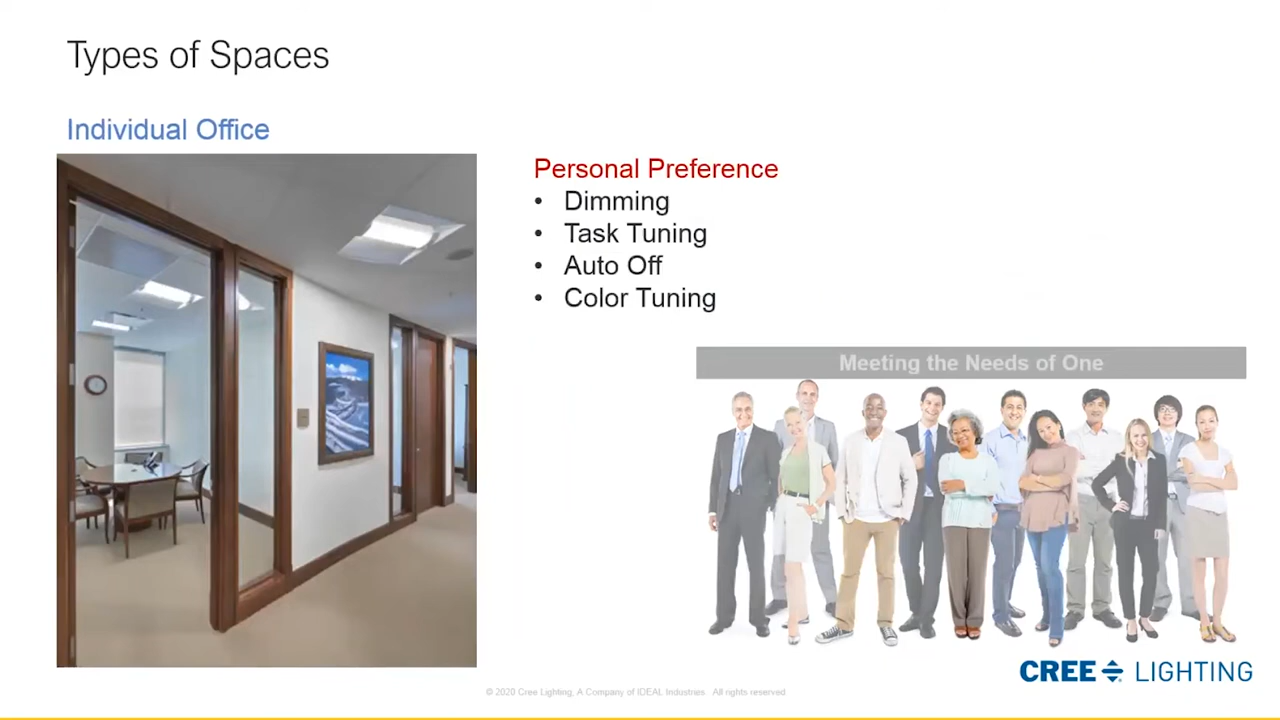 Types of Spaces
Individual Office
Personal Preference
• Dimming
• Task Tuning
• Auto Off
• Color Tuning
Meeting the Needs of One
CREE LIGHTING
© 2020 Cree Lighting, A Company of IDEAL Industries. All rights reserved